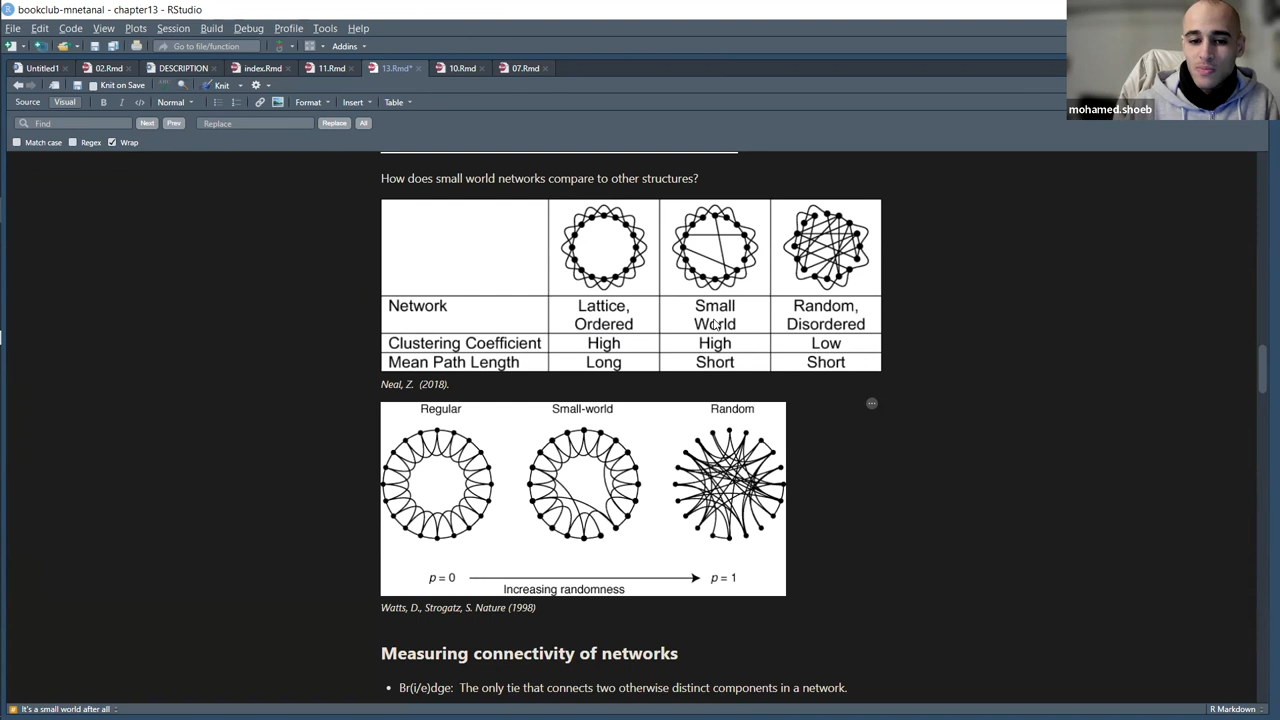 bookclub-mnetanal - chapter13 - RStudio
File Edit Code View Plots Session Build Debug Profile Tools Help
Go to file/function Addins
Untitled1 02.Rmd DESCRIPTION index.Rmd 11.Rmd 13.Rmd* 10.Rmd 07.Rmd
Knit on Save Knit
Source Visual B I Normal Format Insert Table
Find Next Prev Replace Replace All
Match case Regex Wrap
mohamed.shoeb
How does small world networks compare to other structures?
Network Lattice, Ordered Small World Random, Disordered
Clustering Coefficient High High Low
Mean Path Length Long Short Short
Neal, Z. (2018).
Regular Small-world Random
p = 0 p = 1
Increasing randomness
Watts, D., Strogatz, S. Nature (1998)
Measuring connectivity of networks
• Br(i/e)dge: The only tie that connects two otherwise distinct components in a network.
# It's a small world after all R Markdown